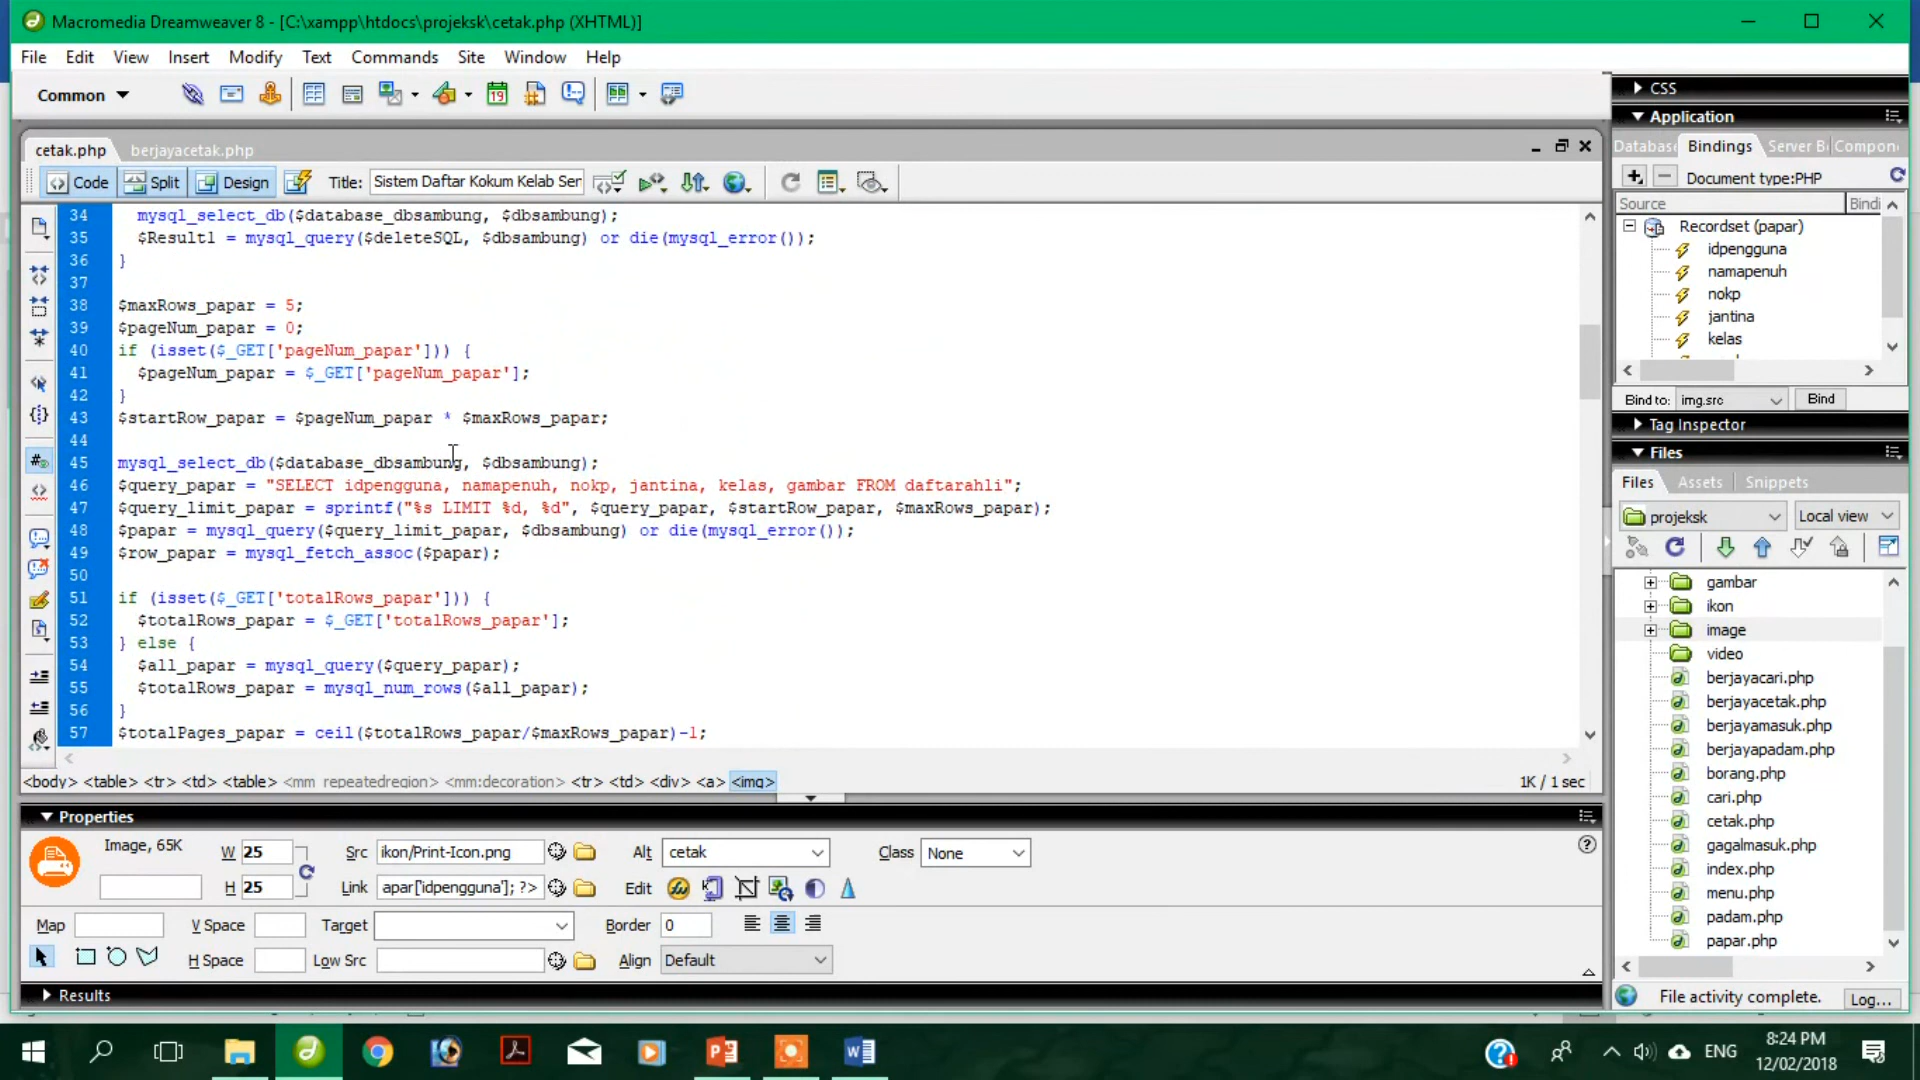 Macromedia Dreamweaver 8 - [C:\xampp\htdocs\projeksk\cetak.php (XHTML)]
File Edit View Insert Modify Text Commands Site Window Help
Common
cetak.php berjayacetak.php
Code Split Design Title: Sistem Daftar Kokum Kelab Ser
34 mysql_select_db($database_dbsambung, $dbsambung);
35 $Result1 = mysql_query($deleteSQL, $dbsambung) or die(mysql_error());
36 }
37
38 $maxRows_papar = 5;
39 $pageNum_papar = 0;
40 if (isset($_GET['pageNum_papar'])) {
41 $pageNum_papar = $_GET['pageNum_papar'];
42 }
43 $startRow_papar = $pageNum_papar * $maxRows_papar;
44
45 mysql_select_db($database_dbsambung, $dbsambung);
46 $query_papar = "SELECT idpengguna, namapenuh, nokp, jantina, kelas, gambar FROM daftarahli";
47 $query_limit_papar = sprintf("%s LIMIT %d, %d", $query_papar, $startRow_papar, $maxRows_papar);
48 $papar = mysql_query($query_limit_papar, $dbsambung) or die(mysql_error());
49 $row_papar = mysql_fetch_assoc($papar);
50
51 if (isset($_GET['totalRows_papar'])) {
52 $totalRows_papar = $_GET['totalRows_papar'];
53 } else {
54 $all_papar = mysql_query($query_papar);
55 $totalRows_papar = mysql_num_rows($all_papar);
56 }
57 $totalPages_papar = ceil($totalRows_papar/$maxRows_papar)-1;
<body> <table> <tr> <td> <table> <mm repeatedregion> <mm:decoration> <tr> <td> <div> <a> <img> 1K / 1 sec
Properties
Image, 65K W 25 Src ikon/Print-Icon.png Alt cetak Class None
H 25 Link apar['idpengguna']; ?> Edit
Map V Space Target Border 0
H Space Low Src Align Default
Results
CSS
Application
Databas Bindings Server B Compon
Document type:PHP
Source Bindi
Recordset (papar)
idpengguna
namapenuh
nokp
jantina
kelas
Bind to: img.src Bind
Tag Inspector
Files
Files Assets Snippets
projeksk Local view
gambar
ikon
image
video
berjayacari.php
berjayacetak.php
berjayamasuk.php
berjayapadam.php
borang.php
cari.php
cetak.php
gagalmasuk.php
index.php
menu.php
padam.php
papar.php
File activity complete. Log...
ENG 8:24 PM
12/02/2018